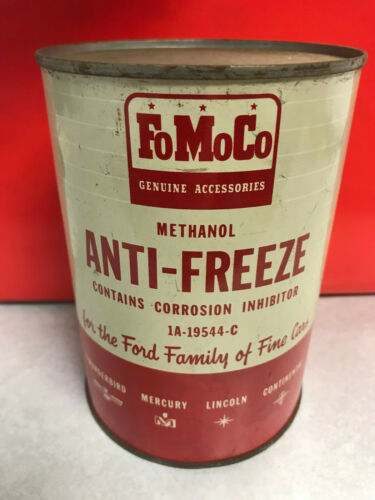 FoMoCo
GENUINE ACCESSORIES
METHANOL
ANTI-FREEZE
CONTAINS CORROSION INHIBITOR
1A-19544-C
for the Ford Family of Fine Cars
MERCURY LINCOLN